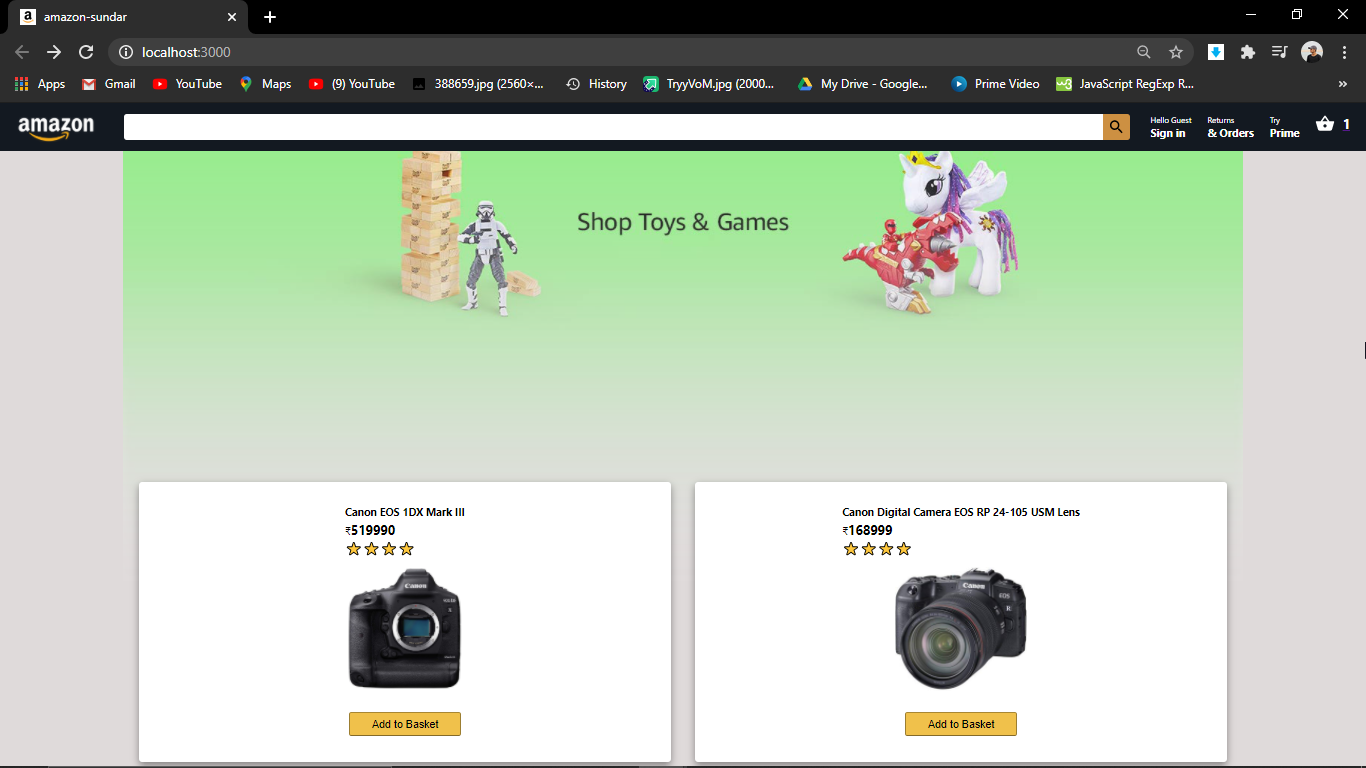 amazon-sundar
localhost:3000
Apps
Gmail
YouTube
Maps
(9) YouTube
388659.jpg (2560×...
History
TryyVoM.jpg (2000...
My Drive - Google...
Prime Video
JavaScript RegExp R...
»
amazon
Hello Guest
Sign in
Returns
& Orders
Try
Prime
1
Shop Toys & Games
Canon EOS 1DX Mark III
₹519990
Canon
Add to Basket
Canon Digital Camera EOS RP 24-105 USM Lens
₹168999
Canon
EOS
R
Add to Basket